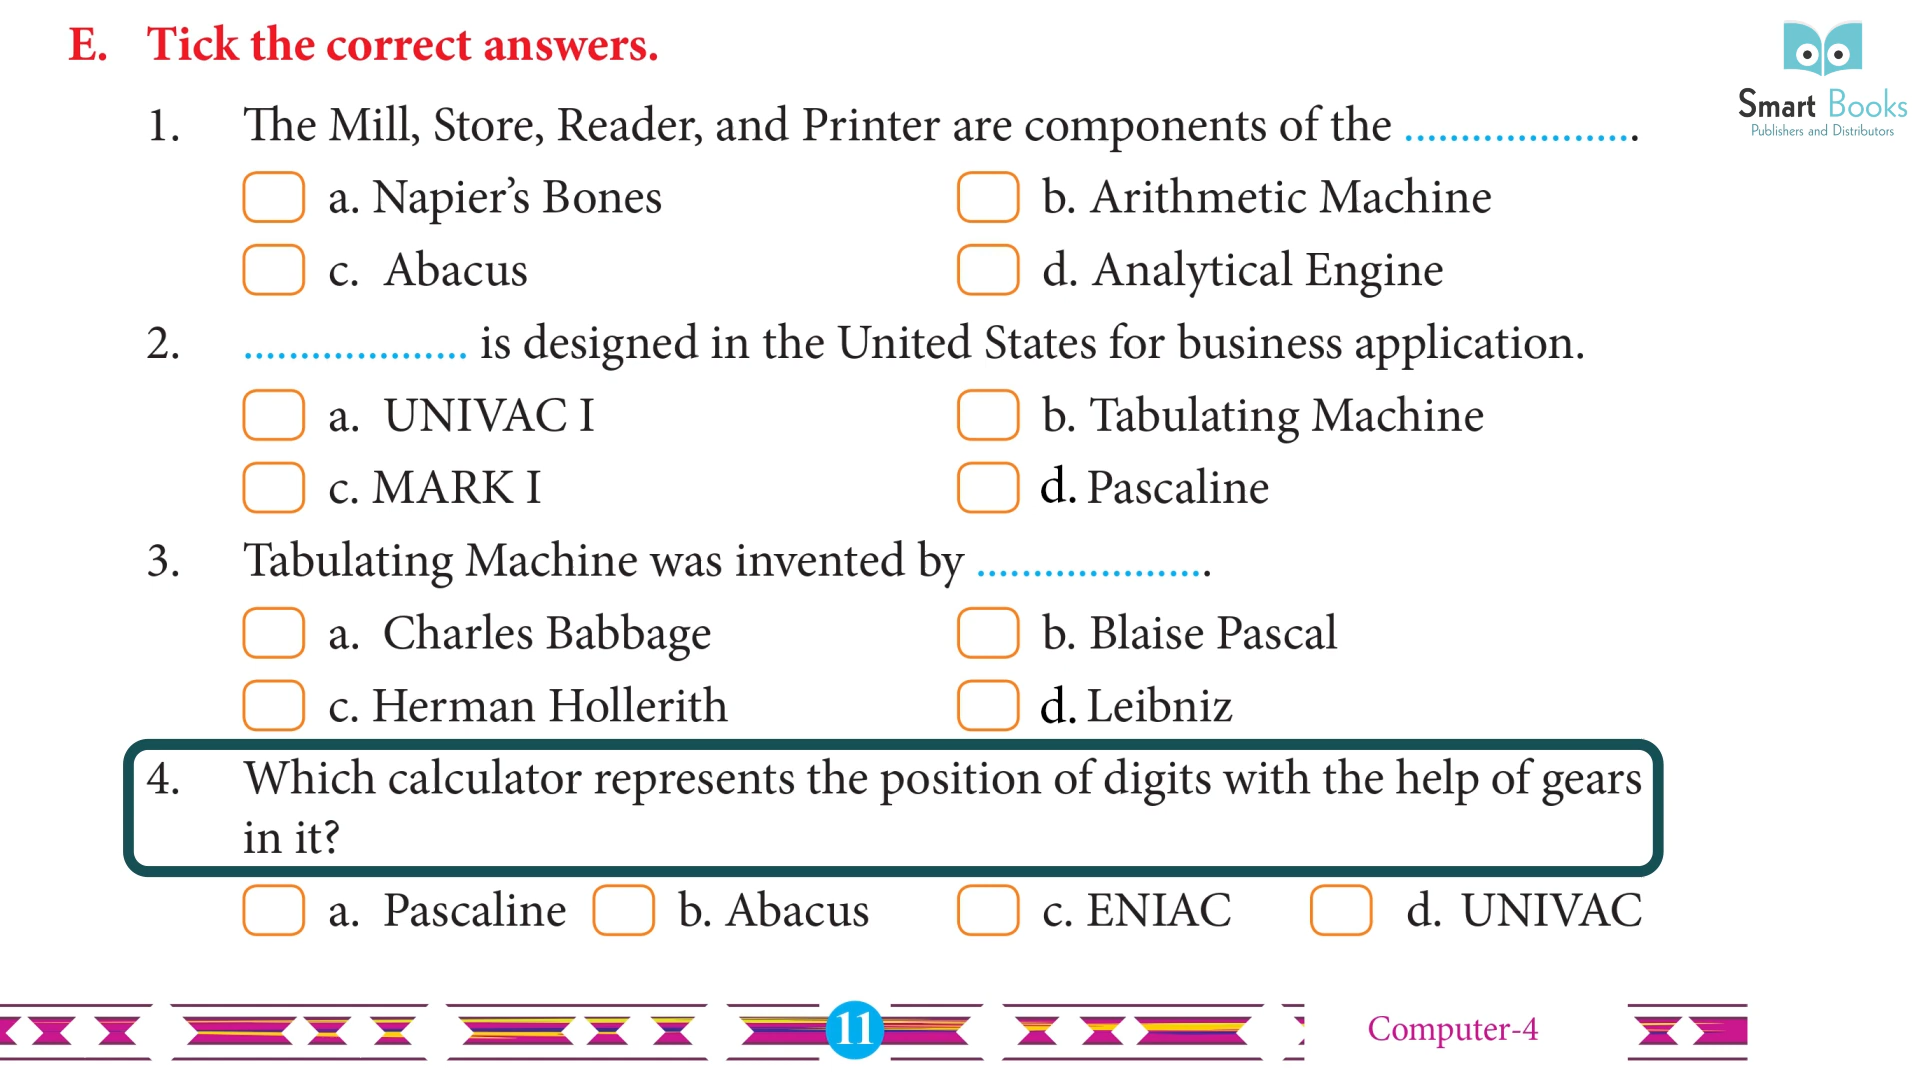 E. Tick the correct answers.
Smart Books
Publishers and Distributors
1. The Mill, Store, Reader, and Printer are components of the ....................
a. Napier’s Bones b. Arithmetic Machine
c. Abacus d. Analytical Engine
2. .................... is designed in the United States for business application.
a. UNIVAC I b. Tabulating Machine
c. MARK I d. Pascaline
3. Tabulating Machine was invented by .....................
a. Charles Babbage b. Blaise Pascal
c. Herman Hollerith d. Leibniz
4. Which calculator represents the position of digits with the help of gears
in it?
a. Pascaline b. Abacus c. ENIAC d. UNIVAC
11 Computer-4